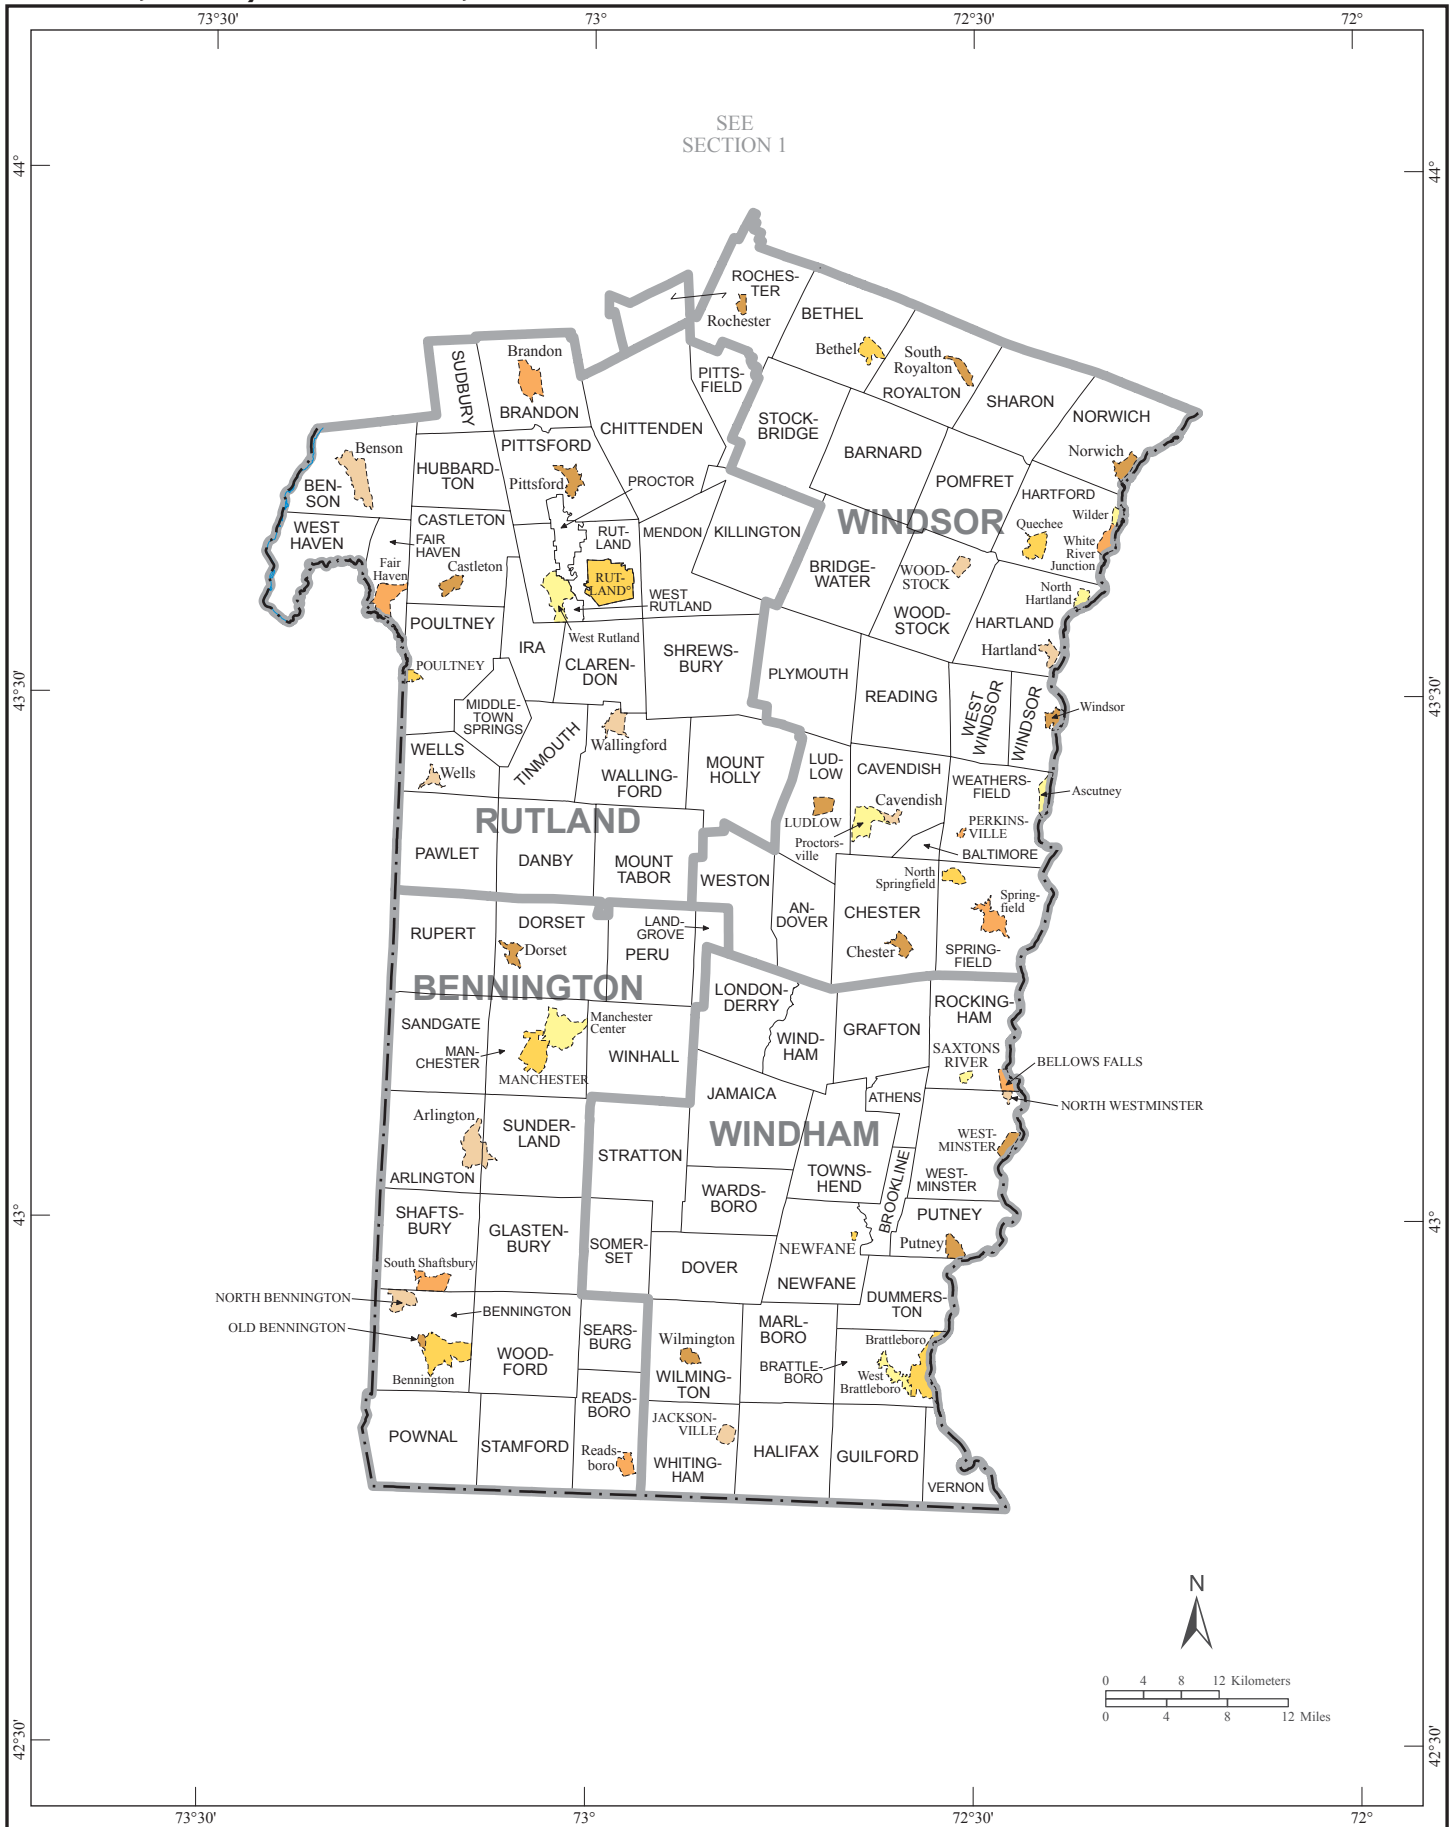 73°30'
73°
72°30'
72°
44°
44°
SEE
SECTION 1
ROCHES-
TER
Rochester
BETHEL
Bethel
South
Royalton
ROYALTON
SHARON
NORWICH
Norwich
SUDBURY
Brandon
BRANDON
PITTS-
FIELD
CHITTENDEN
STOCK-
BRIDGE
BARNARD
POMFRET
HARTFORD
Wilder
Quechee
White
River
Junction
WINDSOR
Benson
BEN-
SON
HUBBARD-
TON
PITTSFORD
Pittsford
PROCTOR
WEST
HAVEN
CASTLETON
FAIR
HAVEN
Fair
Haven
Castleton
RUT-
LAND
MENDON
KILLINGTON
RUT-
LAND°
WEST
RUTLAND
West Rutland
BRIDGE-
WATER
WOOD-
STOCK
WOOD-
STOCK
North
Hartland
HARTLAND
Hartland
POULTNEY
POULTNEY
IRA
CLAREN-
DON
SHREWS-
BURY
PLYMOUTH
READING
WEST
WINDSOR
WINDSOR
Windsor
43°30'
43°30'
MIDDLE-
TOWN
SPRINGS
WELLS
Wells
TINMOUTH
Wallingford
WALLING-
FORD
MOUNT
HOLLY
LUD-
LOW
LUDLOW
CAVENDISH
Cavendish
Proctors-
ville
WEATHERS-
FIELD
Ascutney
PERKINS-
VILLE
BALTIMORE
RUTLAND
PAWLET
DANBY
MOUNT
TABOR
WESTON
AN-
DOVER
CHESTER
Chester
North
Springfield
Spring-
field
SPRING-
FIELD
RUPERT
DORSET
Dorset
LAND-
GROVE
PERU
BENNINGTON
LONDON-
DERRY
WIND-
HAM
GRAFTON
ROCKING-
HAM
SAXTONS
RIVER
BELLOWS FALLS
NORTH WESTMINSTER
SANDGATE
MAN-
CHESTER
Manchester
Center
MANCHESTER
WINHALL
JAMAICA
ATHENS
WINDHAM
Arlington
ARLINGTON
SUNDER-
LAND
STRATTON
WARDS-
BORO
TOWNS-
HEND
BROOKLINE
WEST-
MINSTER
WEST-
MINSTER
PUTNEY
Putney
43°
43°
SHAFTS-
BURY
South Shaftsbury
GLASTEN-
BURY
SOMER-
SET
DOVER
NEWFANE
NEWFANE
DUMMERS-
TON
NORTH BENNINGTON
OLD BENNINGTON
BENNINGTON
Bennington
WOOD-
FORD
SEARS-
BURG
Wilmington
WILMING-
TON
MARL-
BORO
BRATTLE-
BORO
Brattleboro
West
Brattleboro
POWNAL
STAMFORD
READS-
BORO
Reads-
boro
JACKSON-
VILLE
WHITING-
HAM
HALIFAX
GUILFORD
VERNON
N
0 4 8 12 Kilometers
0 4 8 12 Miles
42°30'
42°30'
73°30'
73°
72°30'
72°